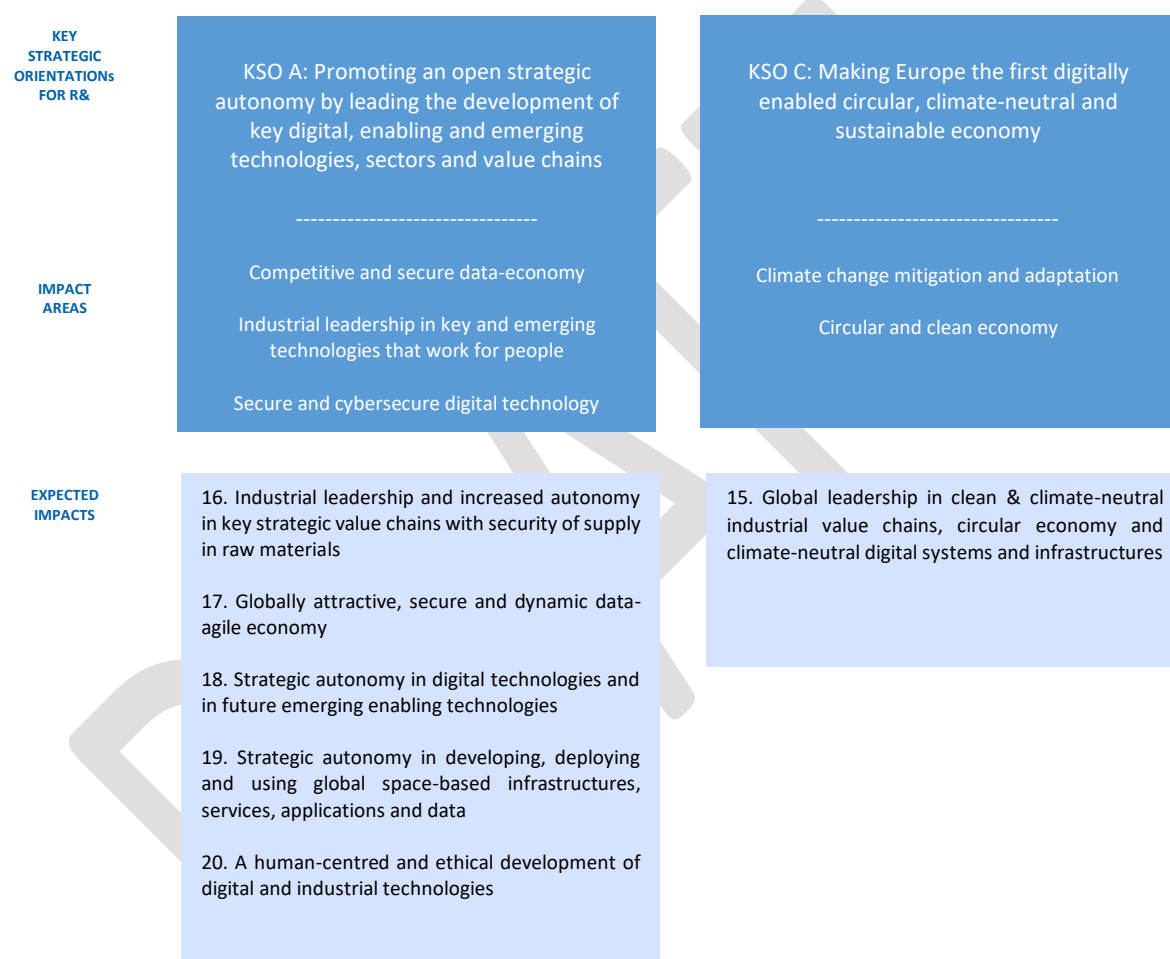 KEY
STRATEGIC
ORIENTATIONs
FOR R&
KSO A: Promoting an open strategic
autonomy by leading the development of
key digital, enabling and emerging
technologies, sectors and value chains
---------------------------------
KSO C: Making Europe the first digitally
enabled circular, climate-neutral and
sustainable economy
---------------------------------
IMPACT
AREAS
Competitive and secure data-economy
Industrial leadership in key and emerging
technologies that work for people
Secure and cybersecure digital technology
Climate change mitigation and adaptation
Circular and clean economy
EXPECTED
IMPACTS
16. Industrial leadership and increased autonomy
in key strategic value chains with security of supply
in raw materials
17. Globally attractive, secure and dynamic data-
agile economy
18. Strategic autonomy in digital technologies and
in future emerging enabling technologies
19. Strategic autonomy in developing, deploying
and using global space-based infrastructures,
services, applications and data
20. A human-centred and ethical development of
digital and industrial technologies
15. Global leadership in clean & climate-neutral
industrial value chains, circular economy and
climate-neutral digital systems and infrastructures